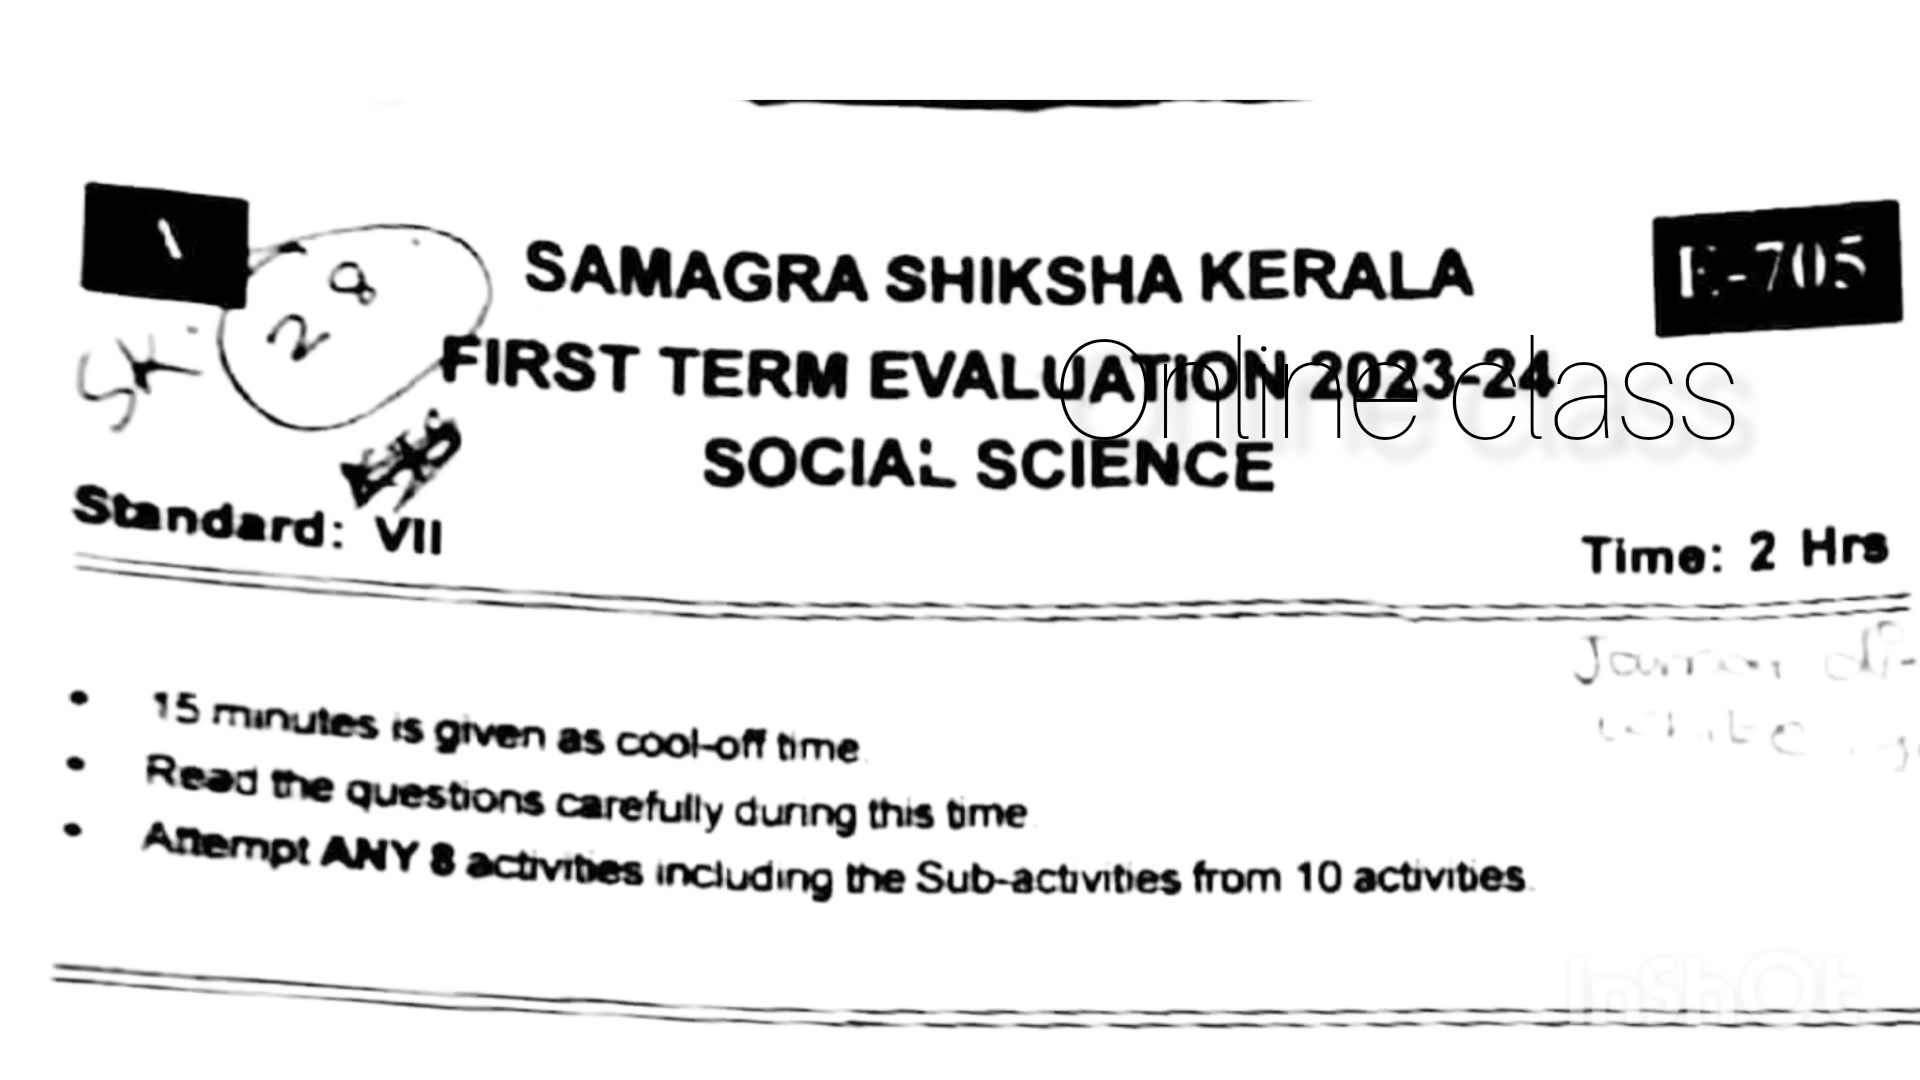 E-705
SAMAGRA SHIKSHA KERALA
28
FIRST TERM EVALUATION 2023-24
Online class
SOCIAL SCIENCE
Standard: VII
Time: 2 Hrs
• 15 minutes is given as cool-off time
• Read the questions carefully during this time
• Attempt ANY 8 activities including the Sub-activities from 10 activities.
InShOt